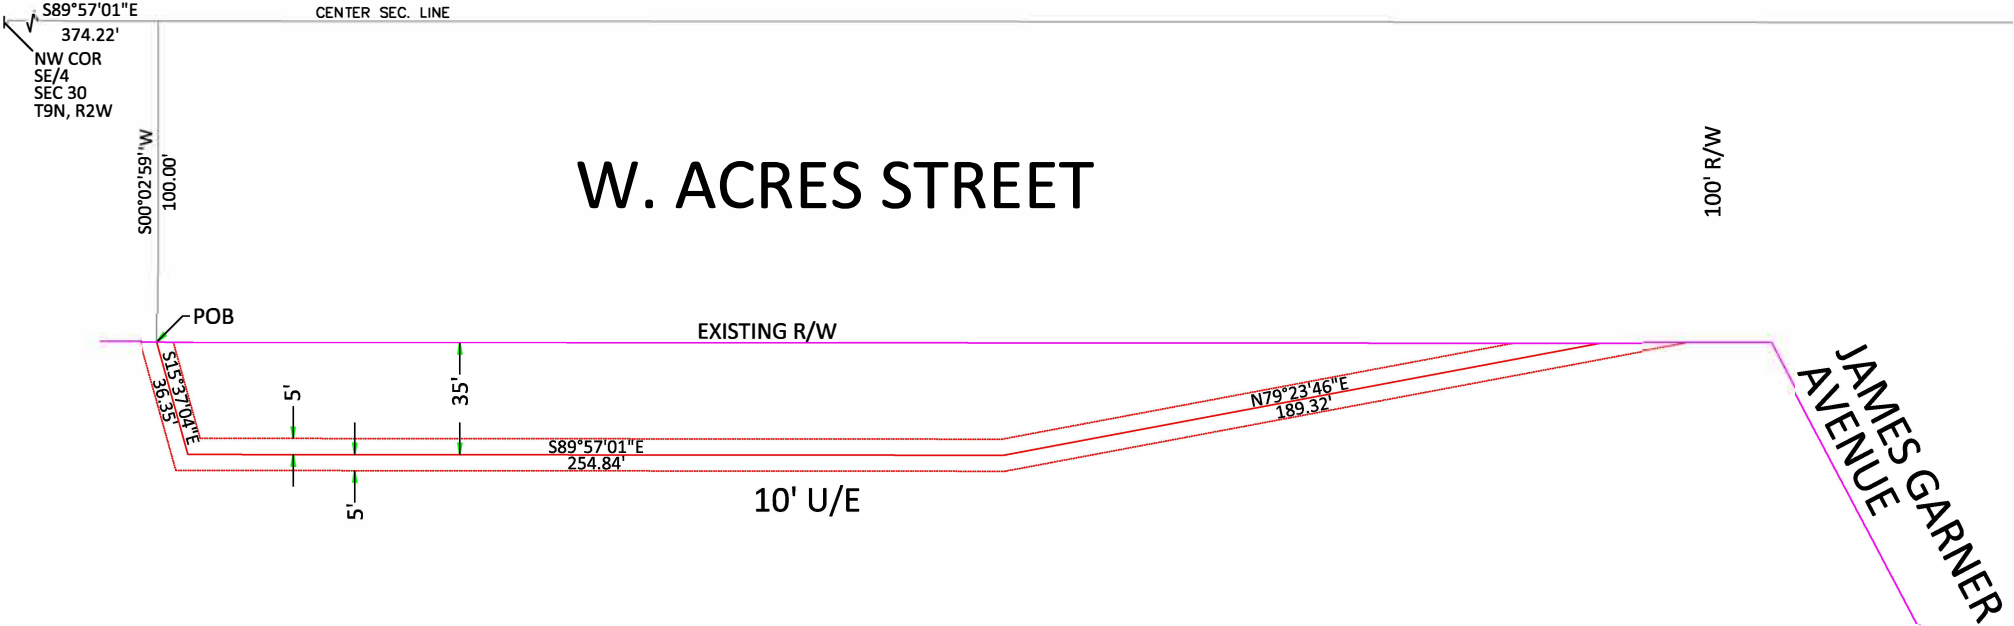 S89°57'01"E
CENTER SEC. LINE
374.22'
NW COR
SE/4
SEC 30
T9N, R2W
S00°02'59"W
100.00'
W. ACRES STREET
100' R/W
POB
EXISTING R/W
S15°37'04"E
36.35'
5'
35'
N79°23'46"E
189.32'
S89°57'01"E
254.84'
5'
10' U/E
JAMES GARNER
AVENUE